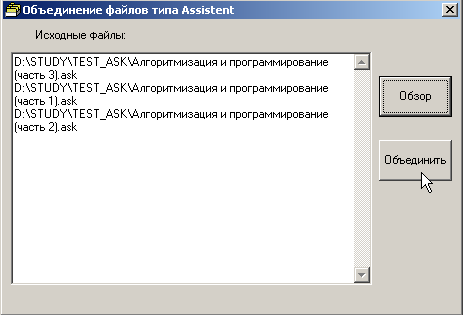 Объединение файлов типа Assistent
Исходные файлы:
D:\STUDY\TEST_ASK\Алгоритмизация и программирование
(часть 3).ask
D:\STUDY\TEST_ASK\Алгоритмизация и программирование
(часть 1).ask
D:\STUDY\TEST_ASK\Алгоритмизация и программирование
(часть 2).ask
Обзор
Объединить